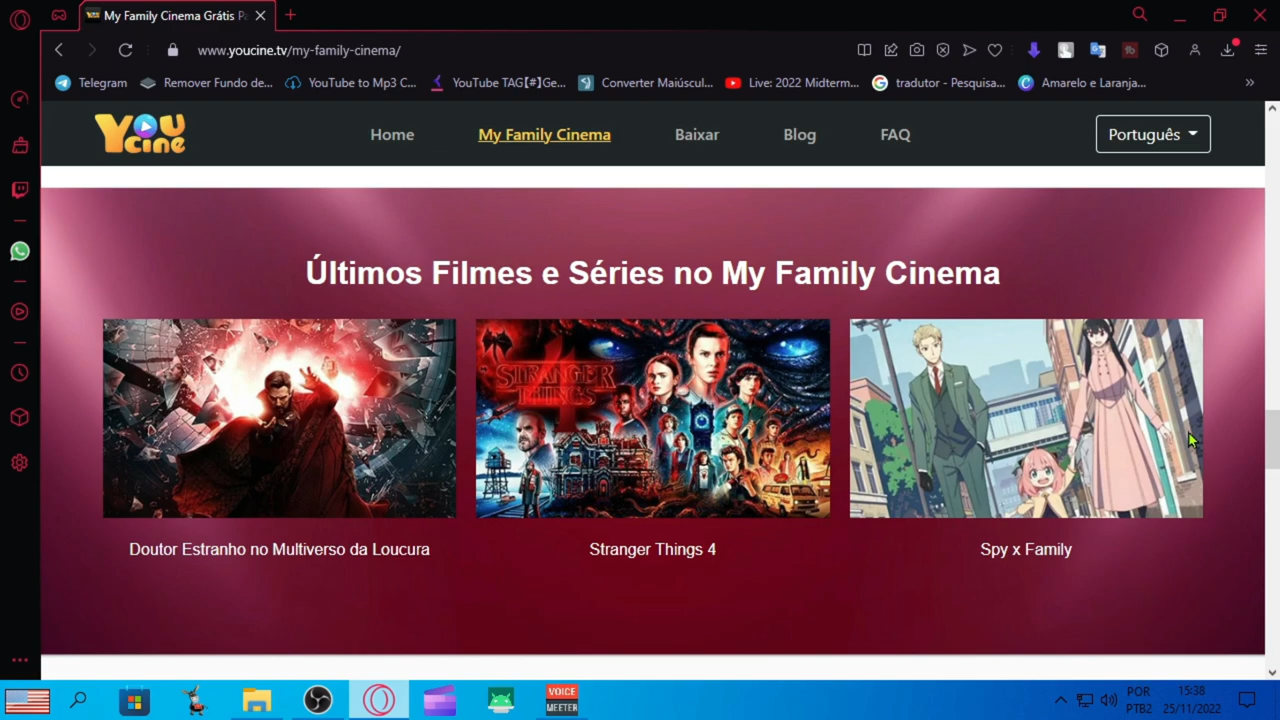 My Family Cinema Grátis Pa
www.youcine.tv/my-family-cinema/
Telegram
Remover Fundo de...
YouTube to Mp3 C...
YouTube TAG【#】Ge...
Converter Maiúscul...
Live: 2022 Midterm...
tradutor - Pesquisa...
Amarelo e Laranja...
YOU cine
Home
My Family Cinema
Baixar
Blog
FAQ
Português
Últimos Filmes e Séries no My Family Cinema
STRANGER THINGS 4
Doutor Estranho no Multiverso da Loucura
Stranger Things 4
Spy x Family
VOICE
MEETER
POR
PTB2
15:38
25/11/2022